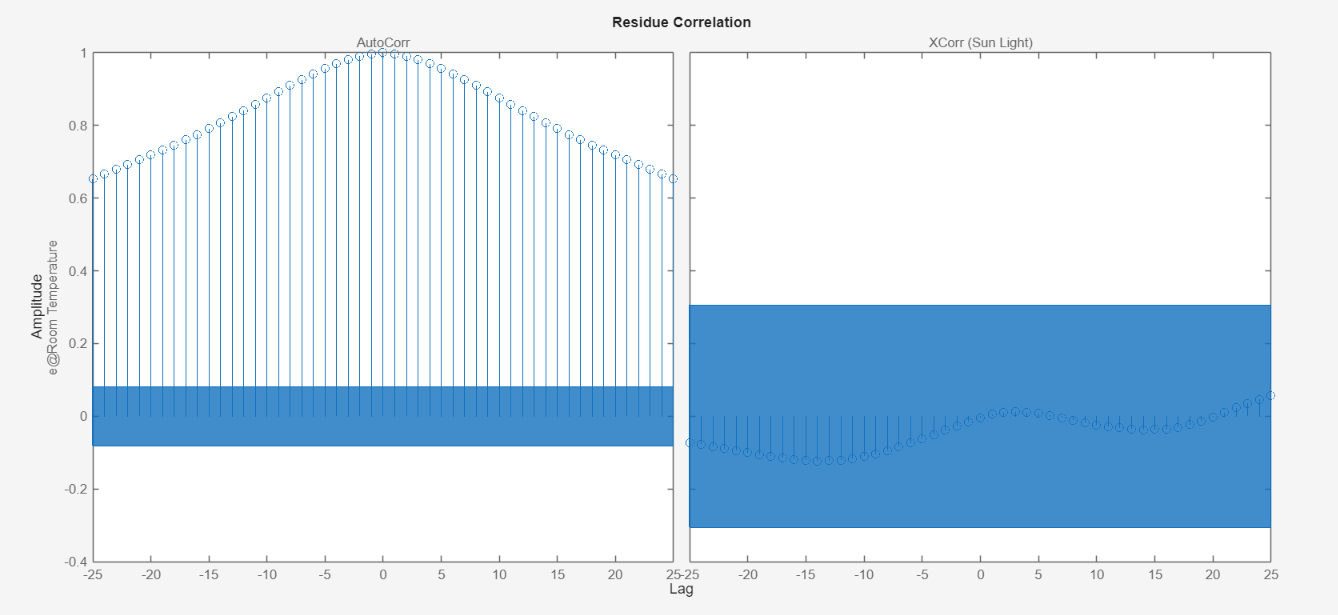 Residue Correlation
AutoCorr
XCorr (Sun Light)
Amplitude
e@Room Temperature
1
0.8
0.6
0.4
0.2
0
-0.2
-0.4
-25 -20 -15 -10 -5 0 5 10 15 20 25
-25 -20 -15 -10 -5 0 5 10 15 20 25
Lag